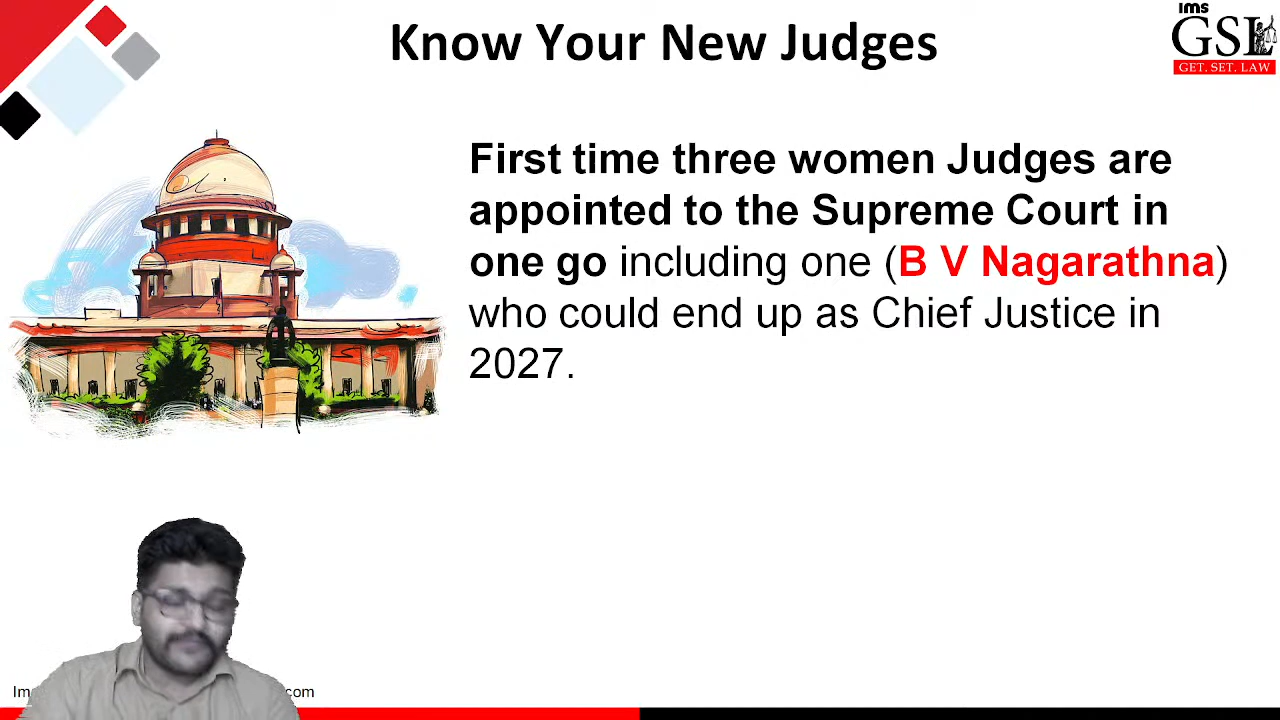 Know Your New Judges
ims
GSL
GET. SET. LAW
First time three women Judges are
appointed to the Supreme Court in
one go including one (B V Nagarathna)
who could end up as Chief Justice in
2027.
com